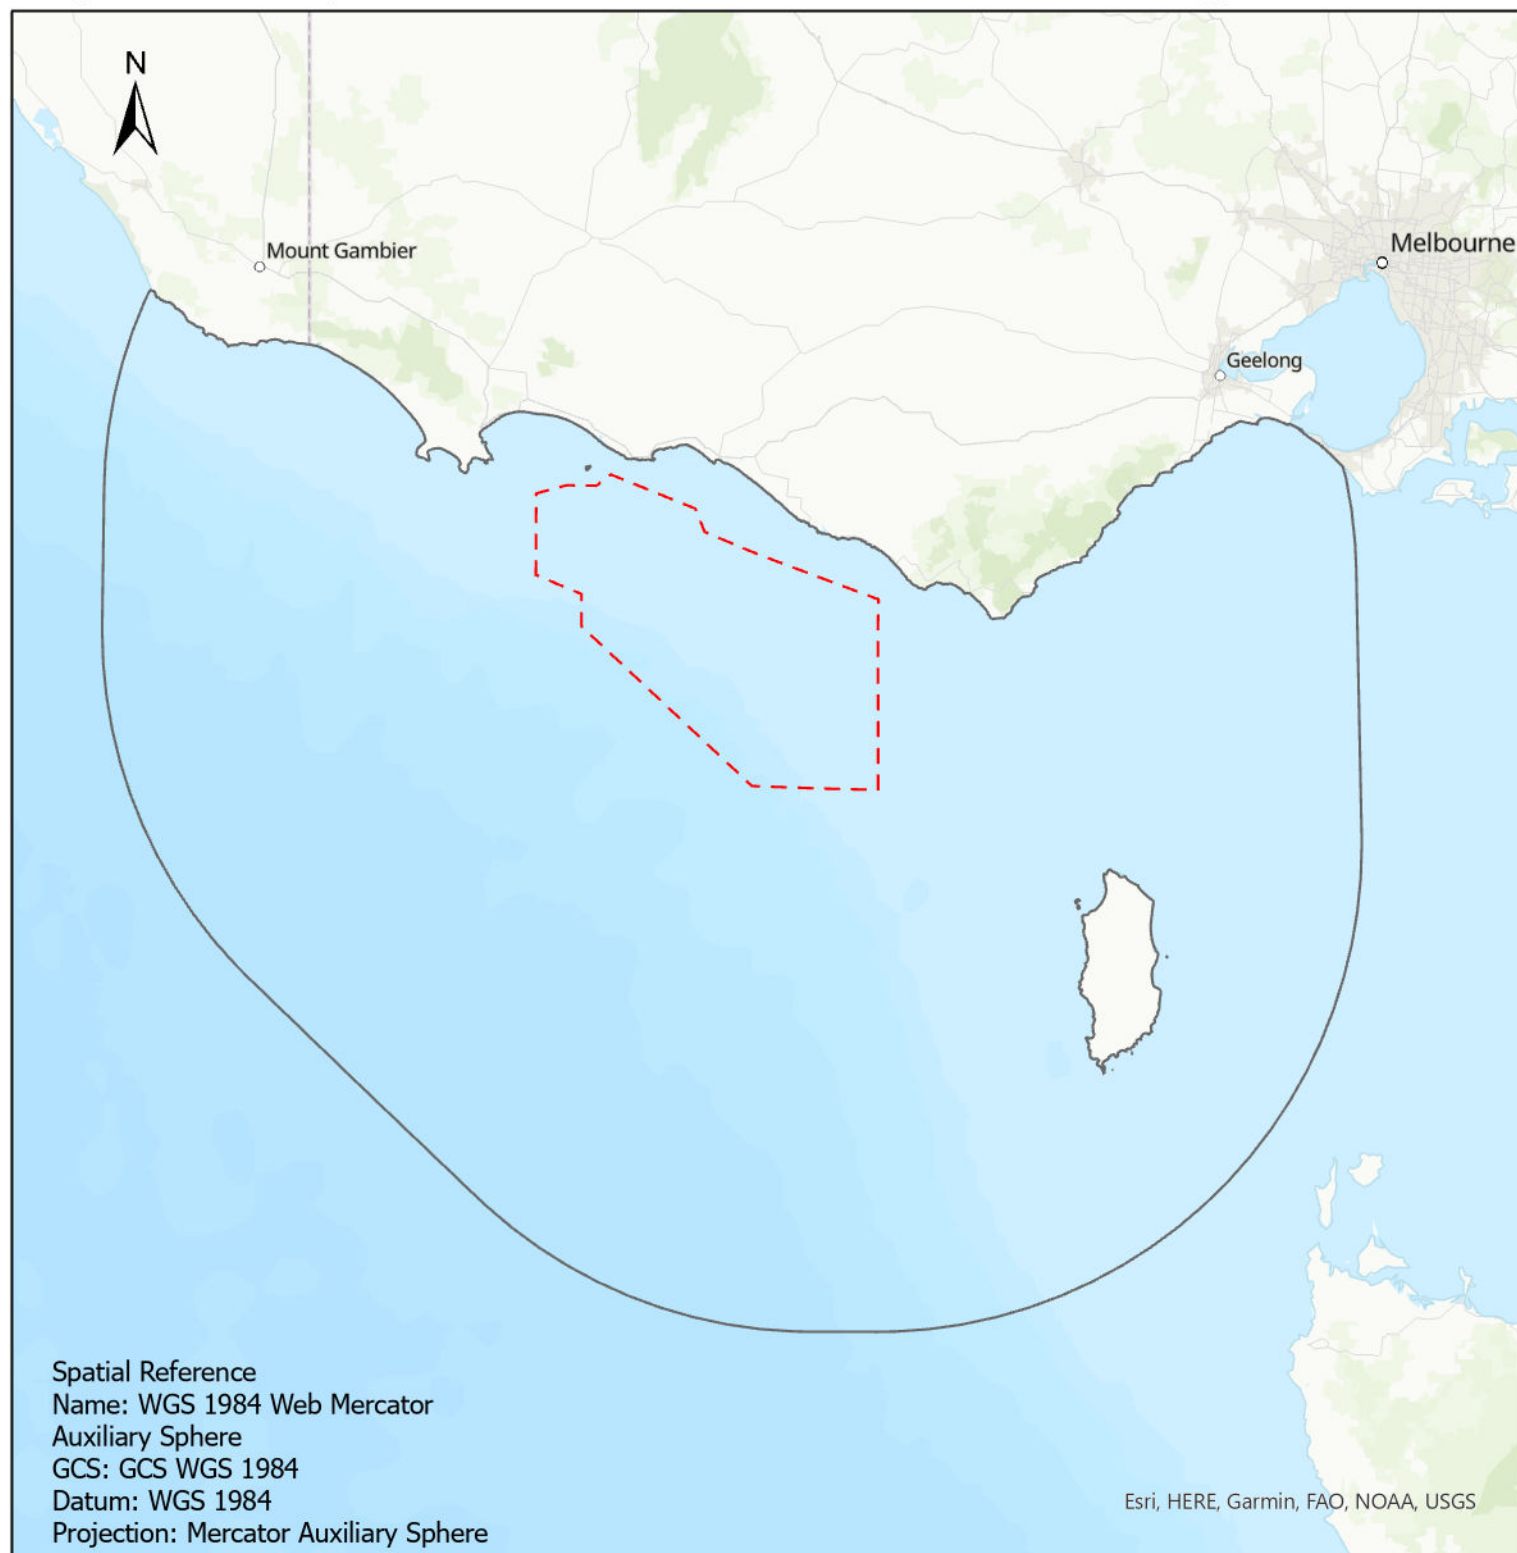 N
Mount Gambier
Melbourne
Geelong
Spatial Reference
Name: WGS 1984 Web Mercator
Auxiliary Sphere
GCS: GCS WGS 1984
Datum: WGS 1984
Projection: Mercator Auxiliary Sphere
Esri, HERE, Garmin, FAO, NOAA, USGS